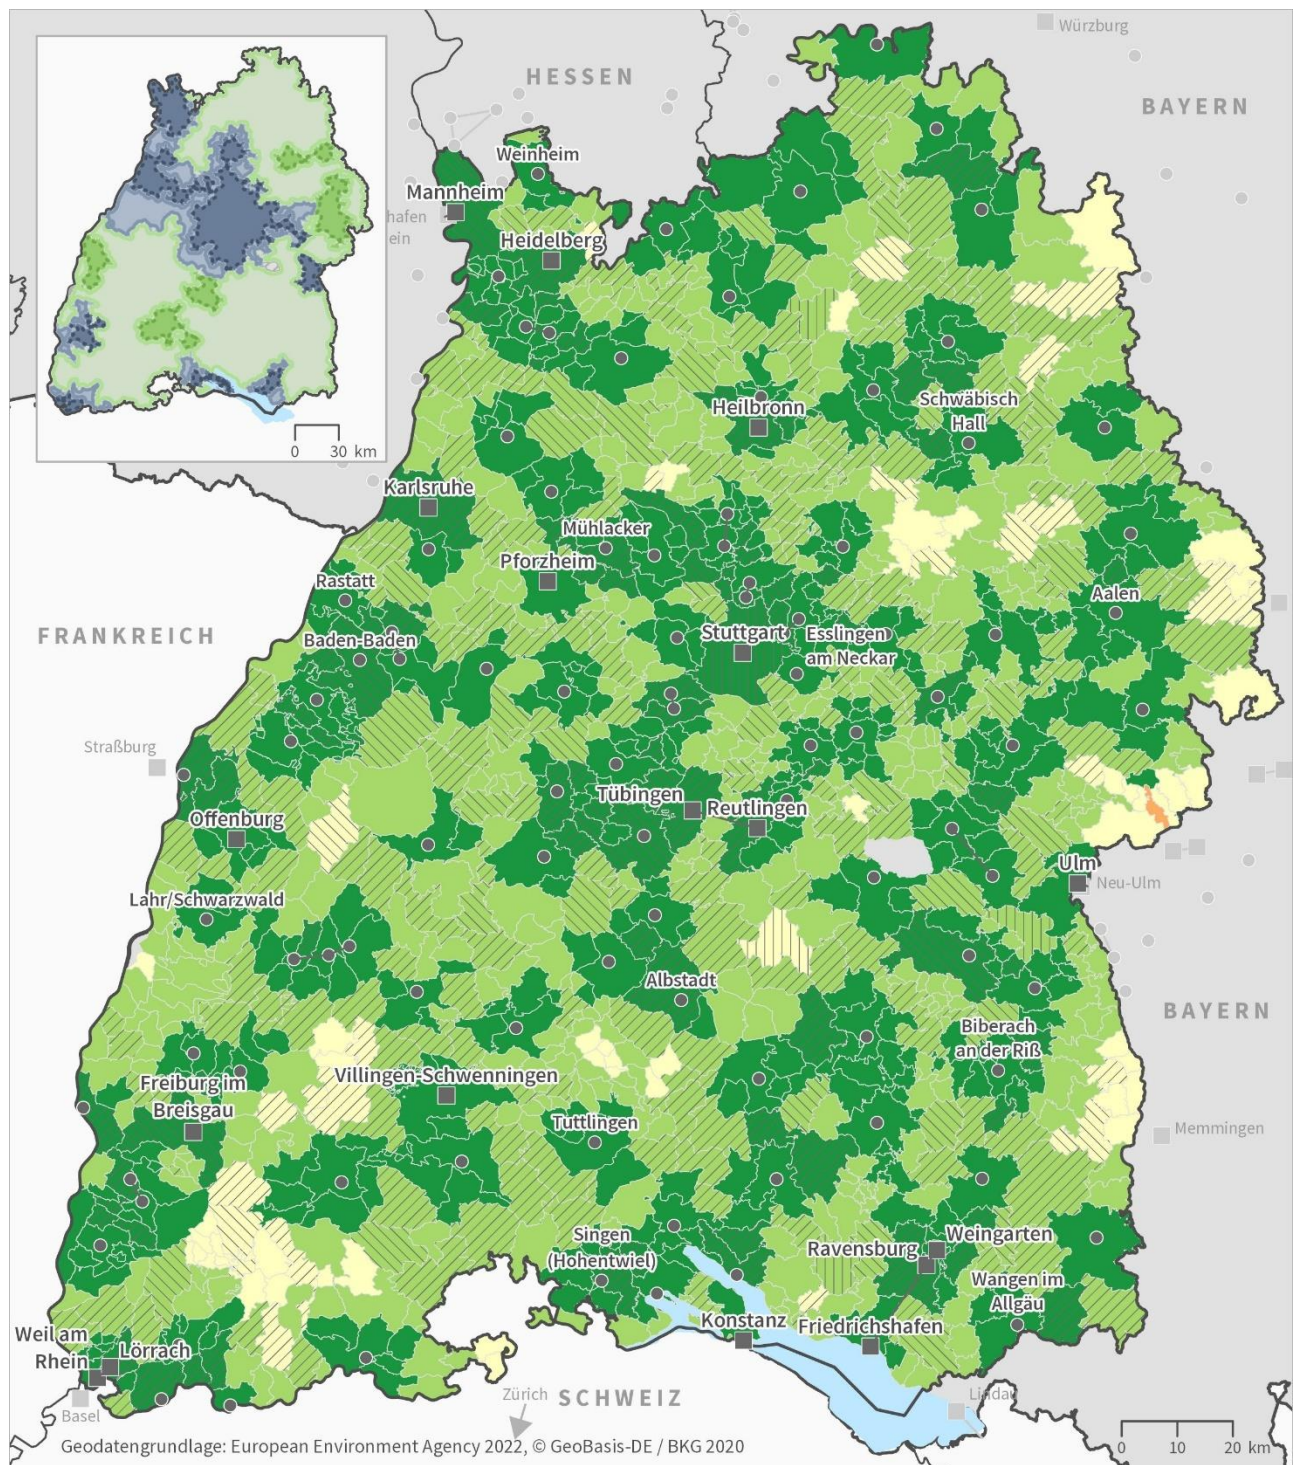 Würzburg
HESSEN
BAYERN
Weinheim
Mannheim
hafen
ein
Heidelberg
0 30 km
Heilbronn
Schwäbisch
Hall
Karlsruhe
Mühlacker
Pforzheim
Rastatt
Aalen
FRANKREICH
Baden-Baden
Stuttgart
Esslingen
am Neckar
Straßburg
Tübingen
Reutlingen
Offenburg
Ulm
Neu-Ulm
Lahr/Schwarzwald
Albstadt
BAYERN
Biberach
an der Riß
Villingen-Schwenningen
Freiburg im
Breisgau
Tuttlingen
Memmingen
Singen
(Hohentwiel)
Ravensburg
Weingarten
Wangen im
Allgäu
Konstanz
Friedrichshafen
Weil am
Rhein
Lörrach
Basel
Zürich
SCHWEIZ
Lindau
Geodatengrundlage: European Environment Agency 2022, © GeoBasis-DE / BKG 2020
0 10 20 km